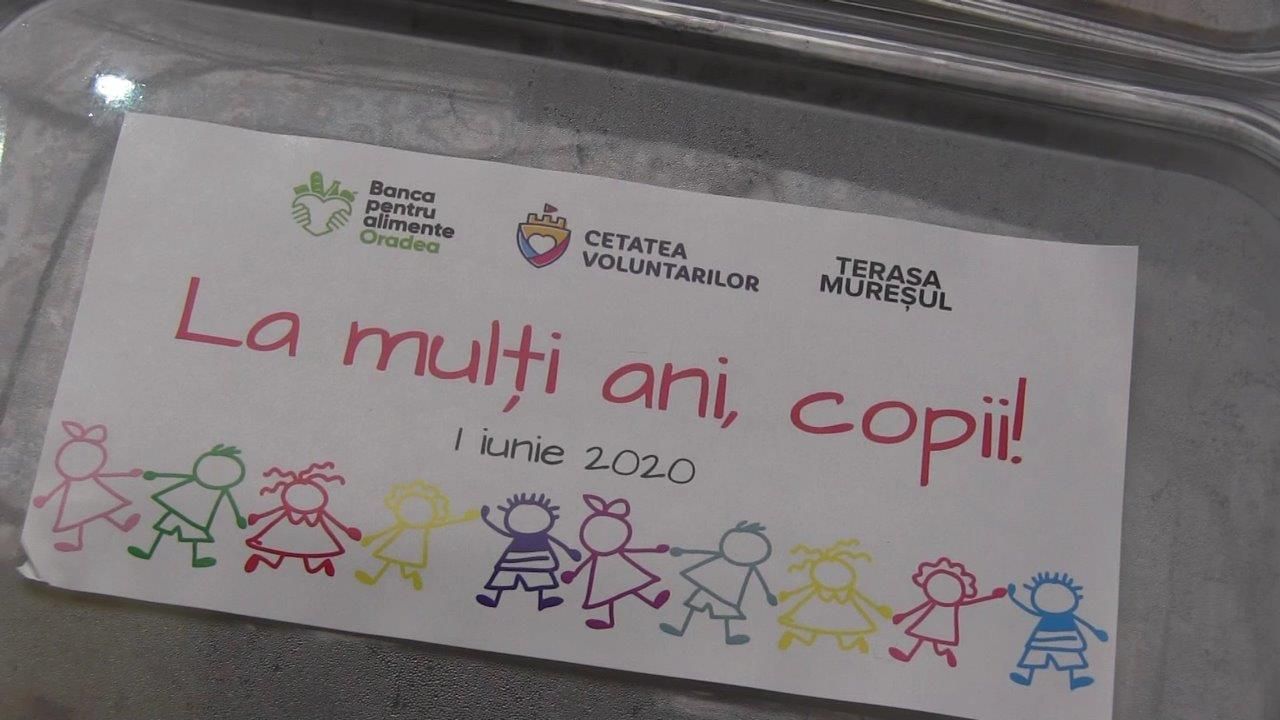 Banca
pentru
alimente
Oradea
CETATEA
VOLUNTARILOR
TERASA
MUREȘUL
La mulți ani, copii!
1 iunie 2020